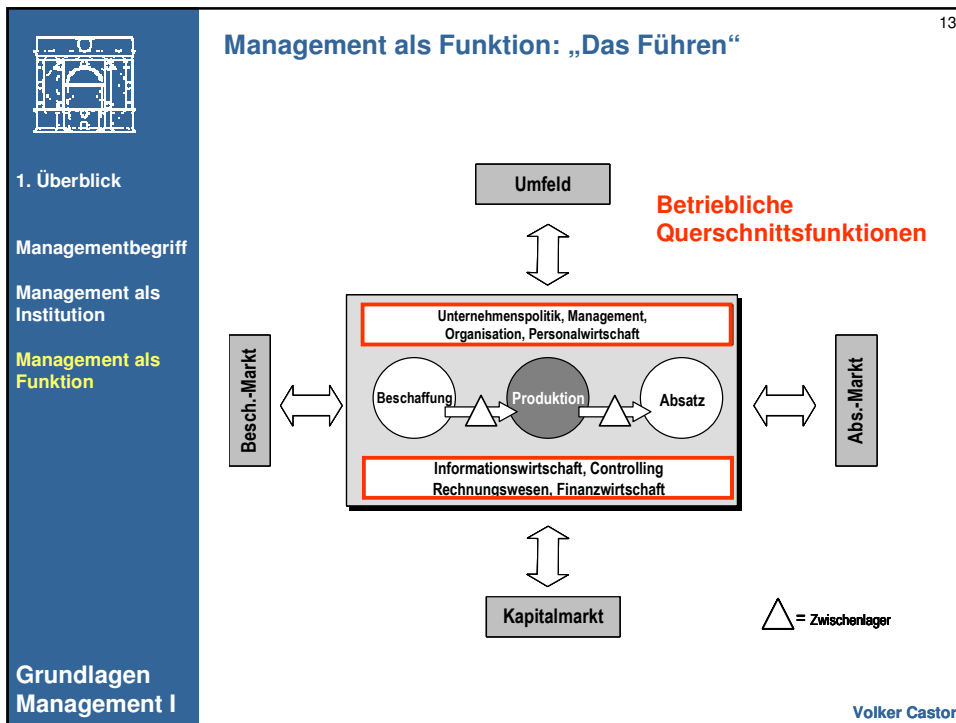 13
Management als Funktion: „Das Führen“
1. Überblick
Managementbegriff
Management als
Institution
Management als
Funktion
Umfeld
Betriebliche
Querschnittsfunktionen
Unternehmenspolitik, Management,
Organisation, Personalwirtschaft
Besch.-Markt
Beschaffung
Produktion
Absatz
Abs.-Markt
Informationswirtschaft, Controlling
Rechnungswesen, Finanzwirtschaft
Kapitalmarkt
= Zwischenlager
Grundlagen
Management I
Volker Castor